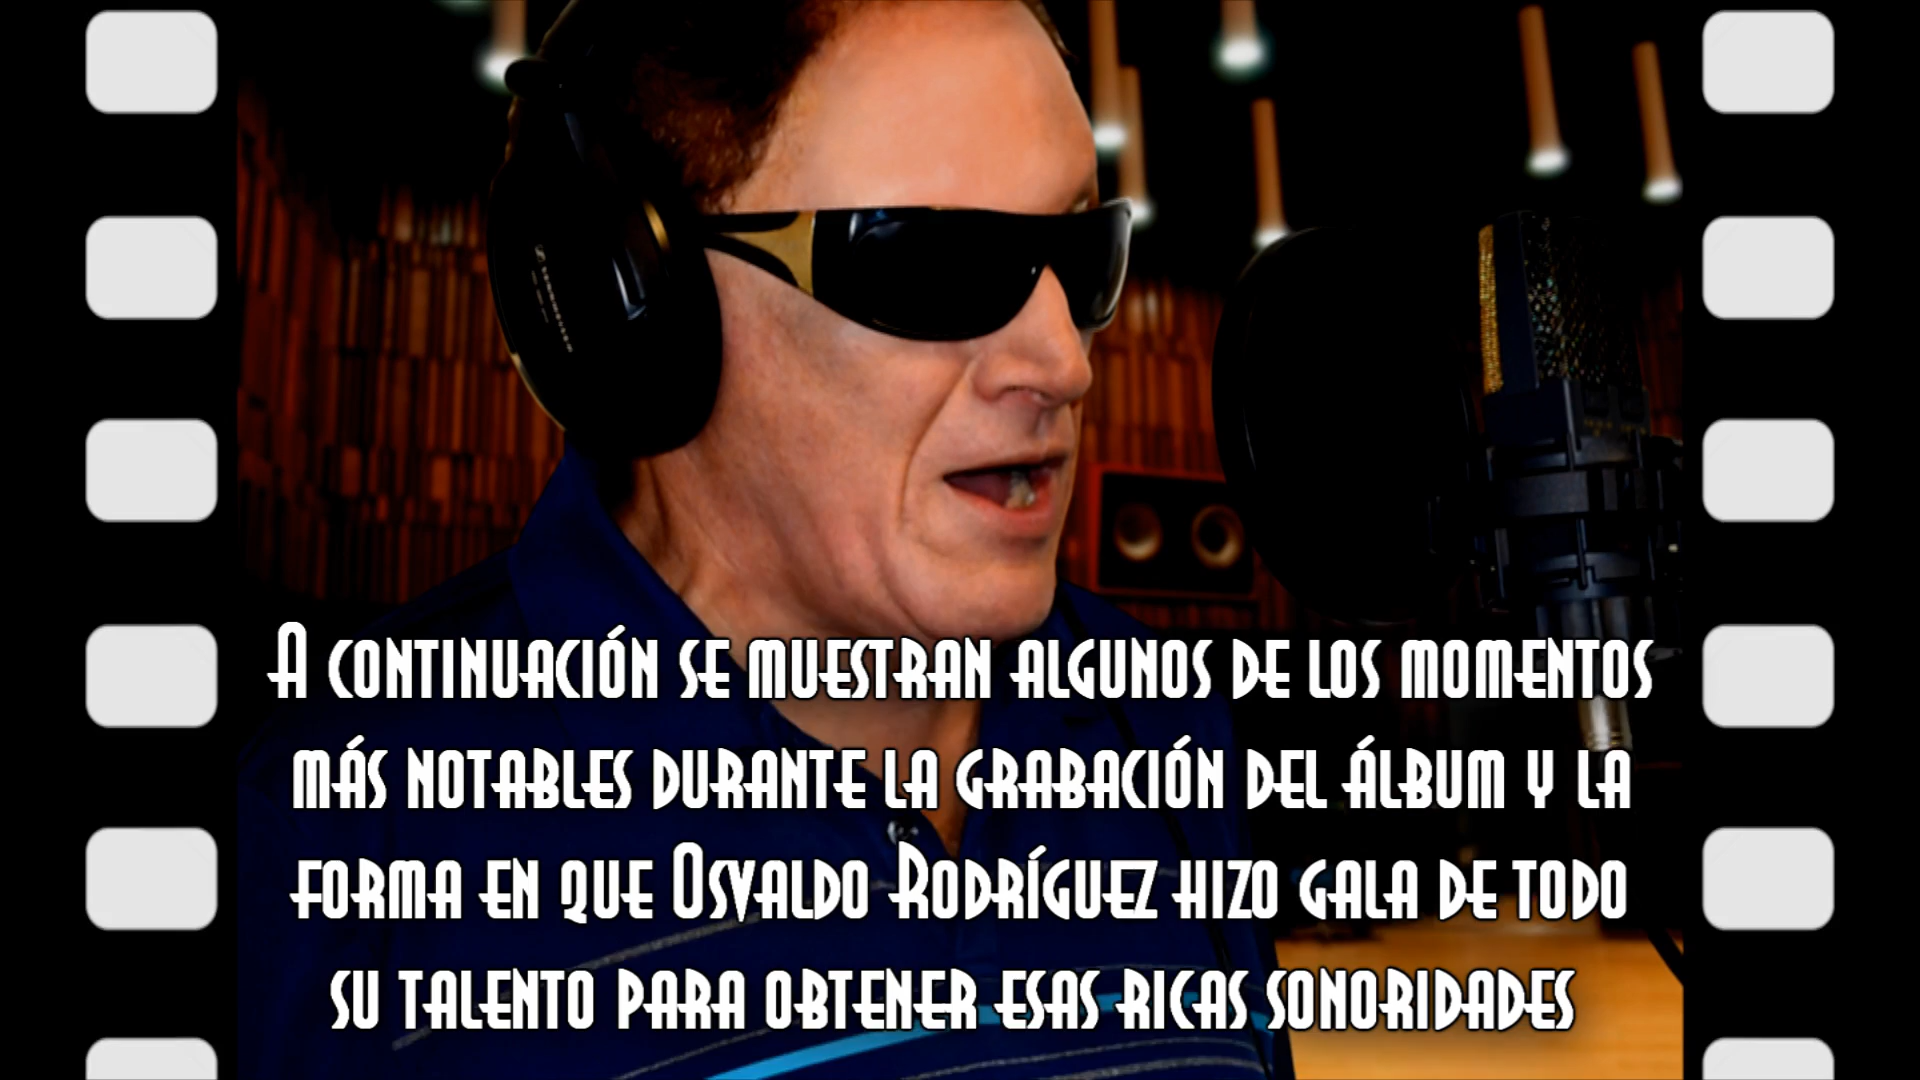 A continuación se muestran algunos de los momentos
más notables durante la grabación del álbum y la
forma en que Osvaldo Rodríguez hizo gala de todo
su talento para obtener esas ricas sonoridades